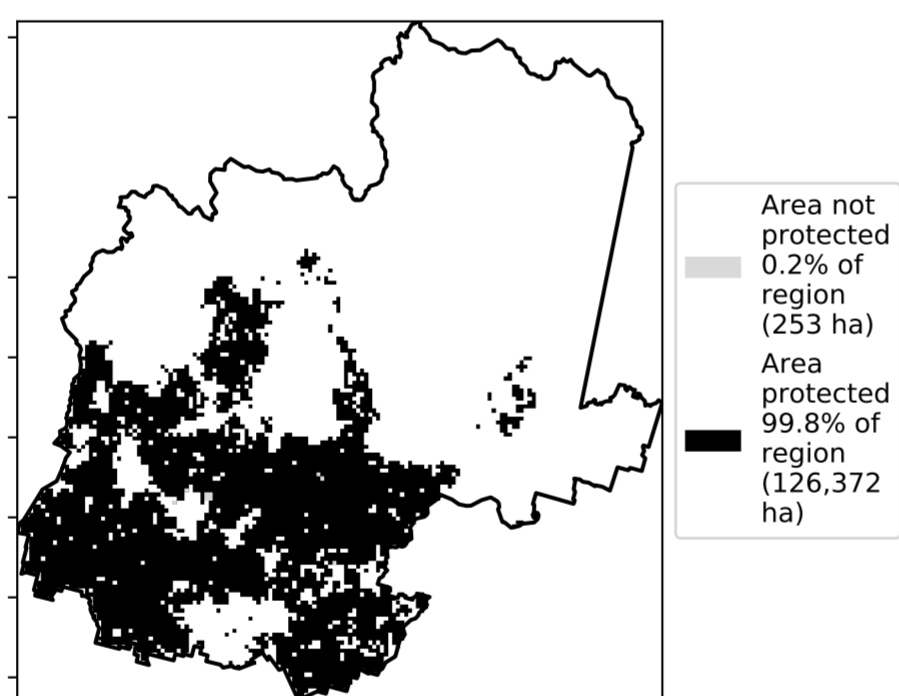 Area not
protected
0.2% of
region
(253 ha)
Area
protected
99.8% of
region
(126,372
ha)